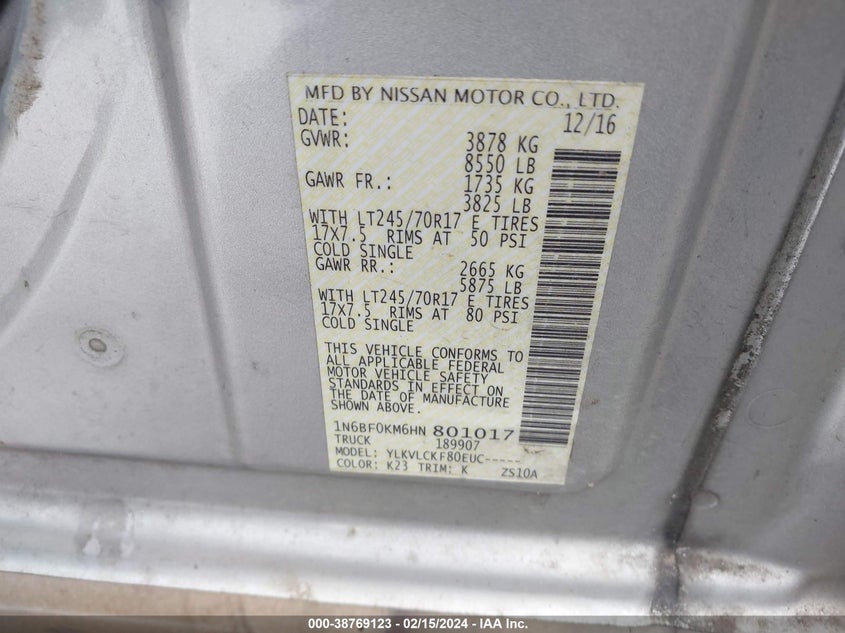 MFD BY NISSAN MOTOR CO., LTD.
DATE: 12/16
GVWR: 3878 KG
8550 LB
GAWR FR.: 1735 KG
3825 LB
WITH LT245/70R17 E TIRES
17X7.5 RIMS AT 50 PSI
COLD SINGLE
GAWR RR.: 2665 KG
5875 LB
WITH LT245/70R17 E TIRES
17X7.5 RIMS AT 80 PSI
COLD SINGLE
THIS VEHICLE CONFORMS TO
ALL APPLICABLE FEDERAL
MOTOR VEHICLE SAFETY
STANDARDS IN EFFECT ON
THE DATE OF MANUFACTURE
SHOWN ABOVE.
1N6BF0KM6HN 801017
TRUCK 189907
MODEL: YLKVLCKF80EUC-----
COLOR: K23 TRIM: K ZS10A
000-38769123 - 02/15/2024 - IAA Inc.